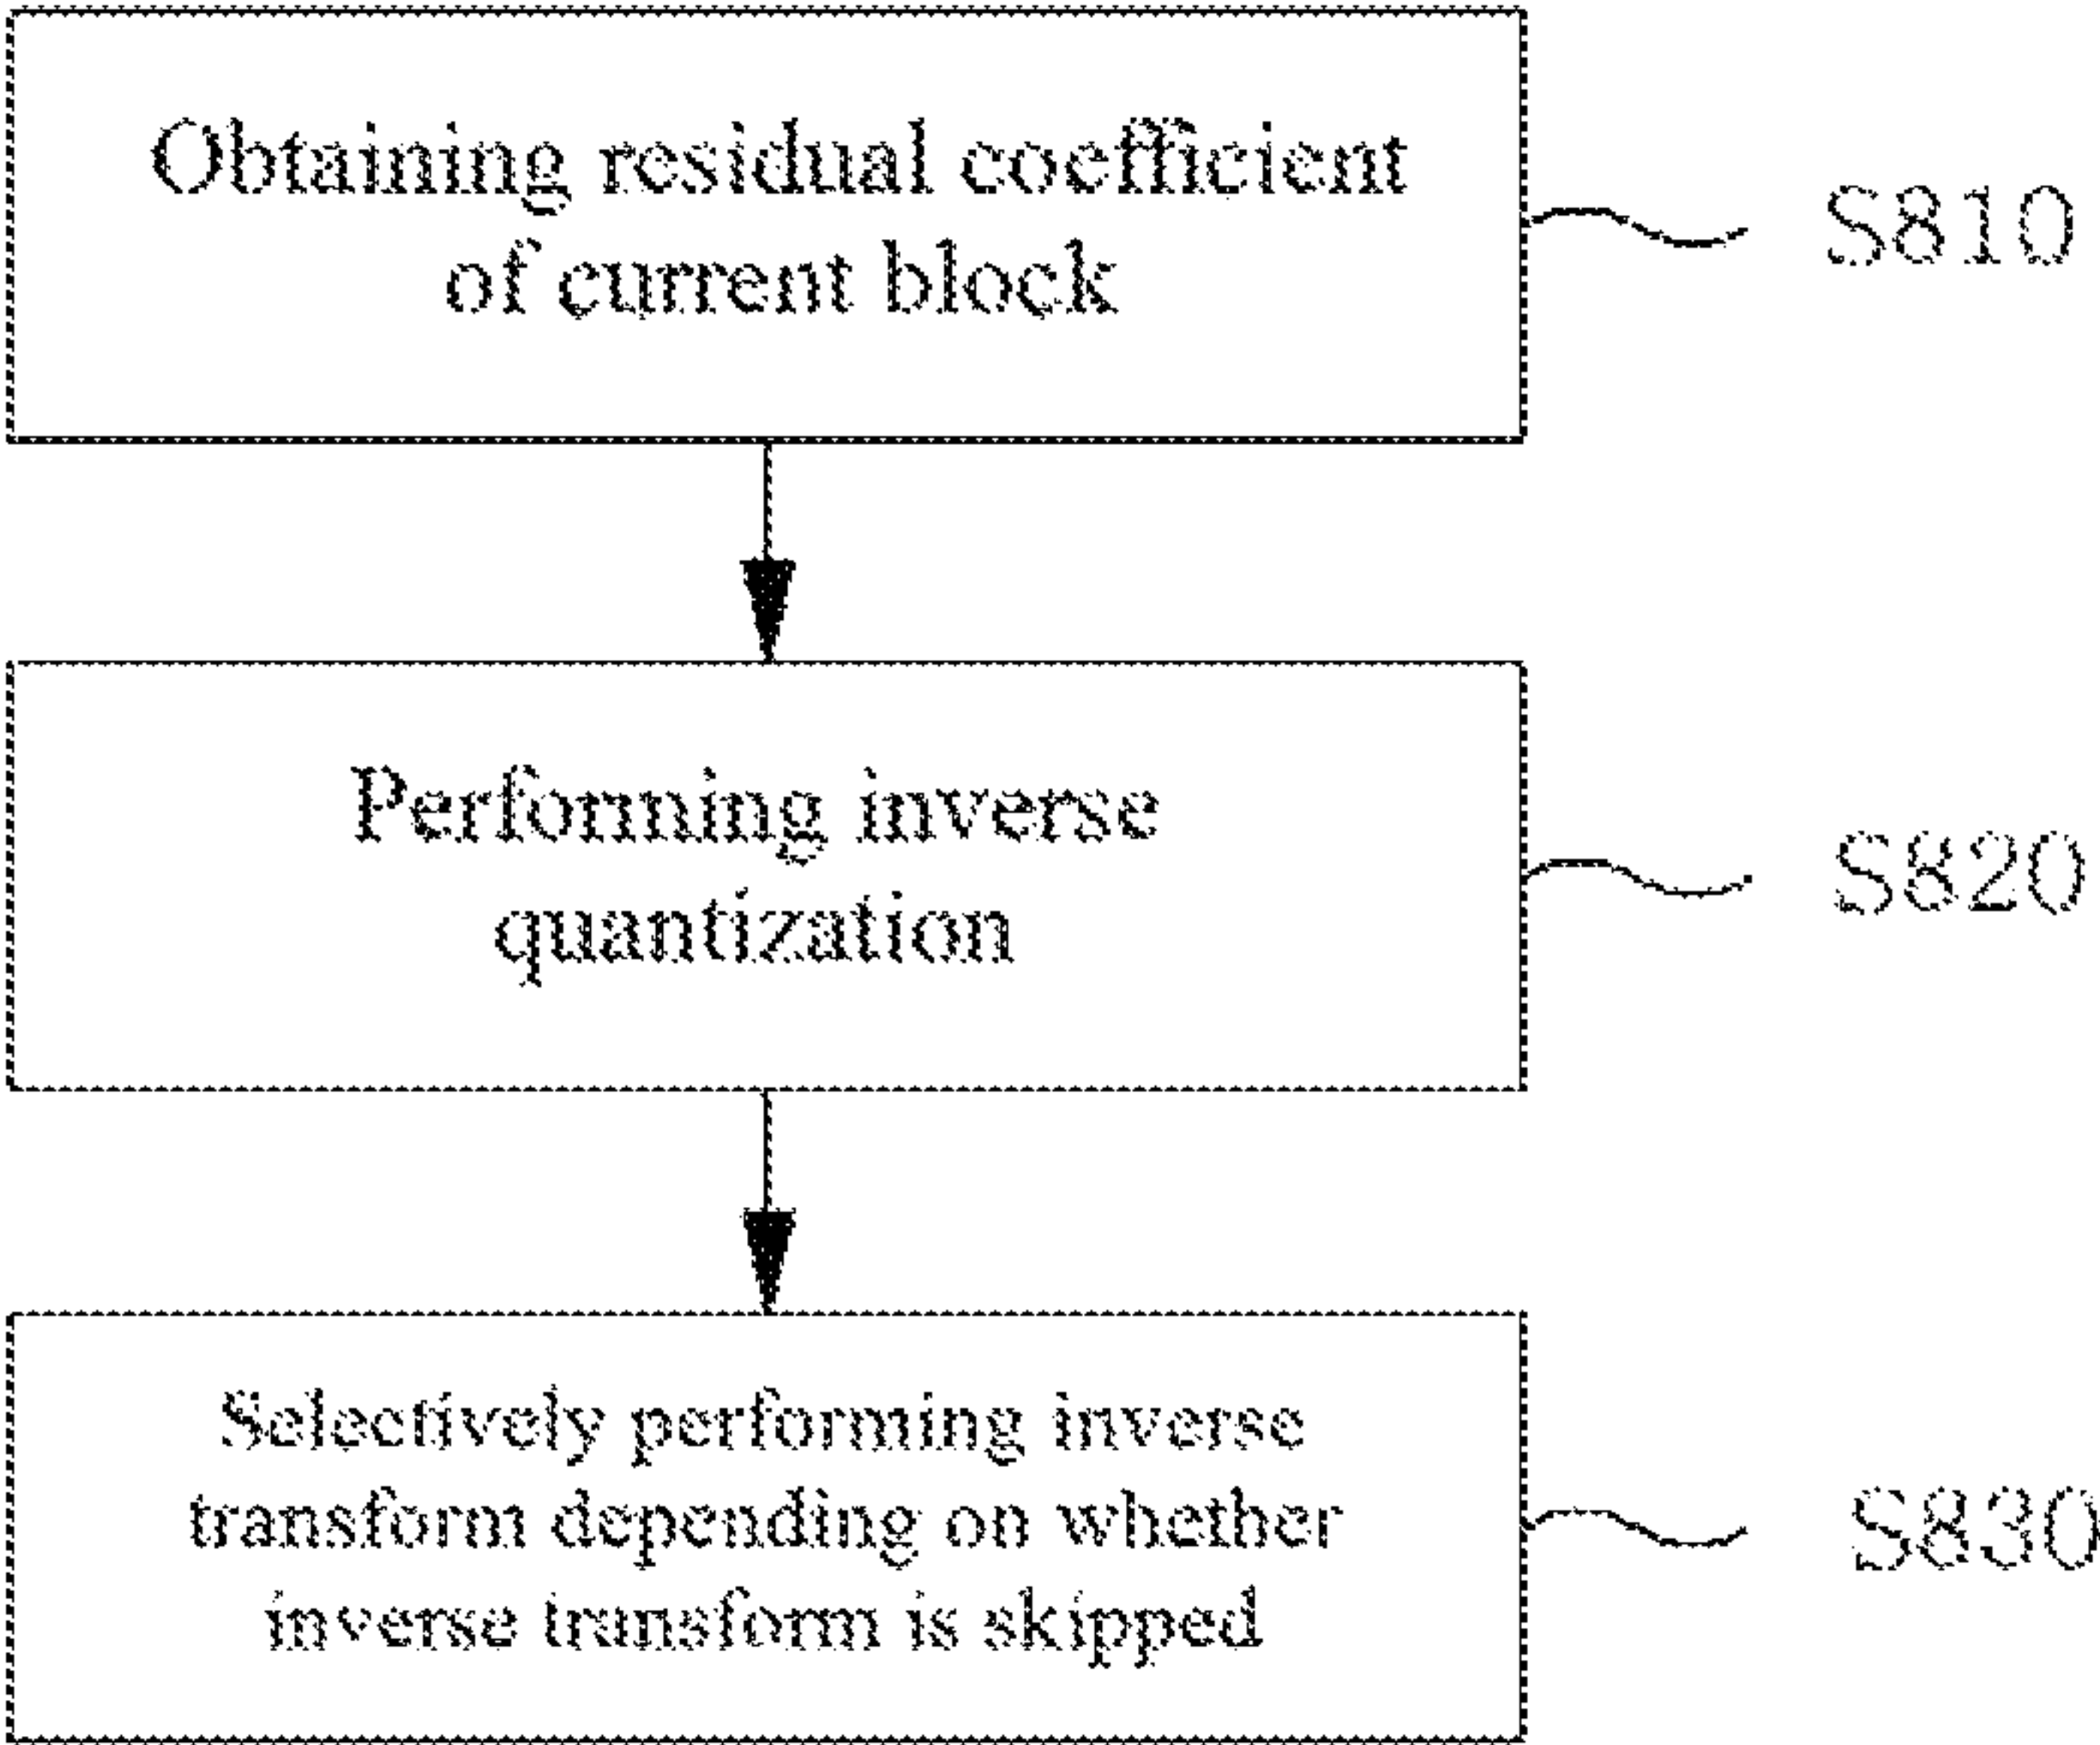 Obtaining residual coefficient
of current block
S810
Performing inverse
quantization
S820
Selectively performing inverse
transform depending on whether
inverse transform is skipped
S830